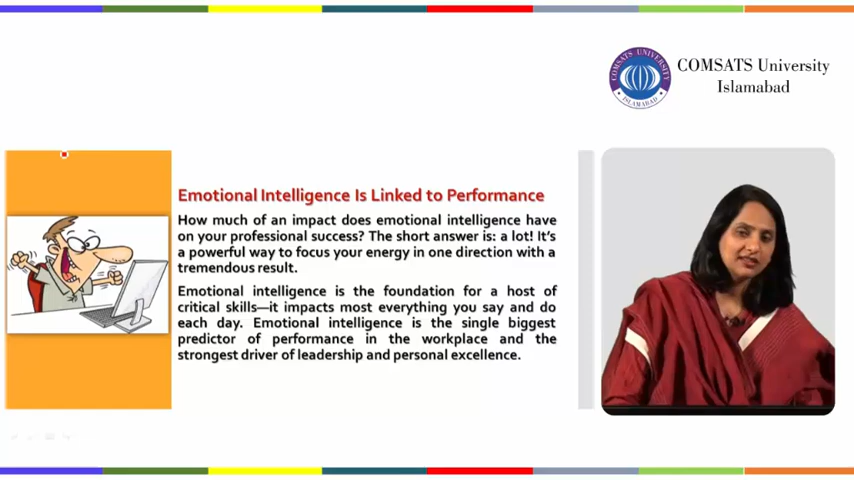 COMSATS University
Islamabad
COMSATS UNIVERSITY
ISLAMABAD
Emotional Intelligence Is Linked to Performance
How much of an impact does emotional intelligence have
on your professional success? The short answer is: a lot! It's
a powerful way to focus your energy in one direction with a
tremendous result.
Emotional intelligence is the foundation for a host of
critical skills—it impacts most everything you say and do
each day. Emotional intelligence is the single biggest
predictor of performance in the workplace and the
strongest driver of leadership and personal excellence.